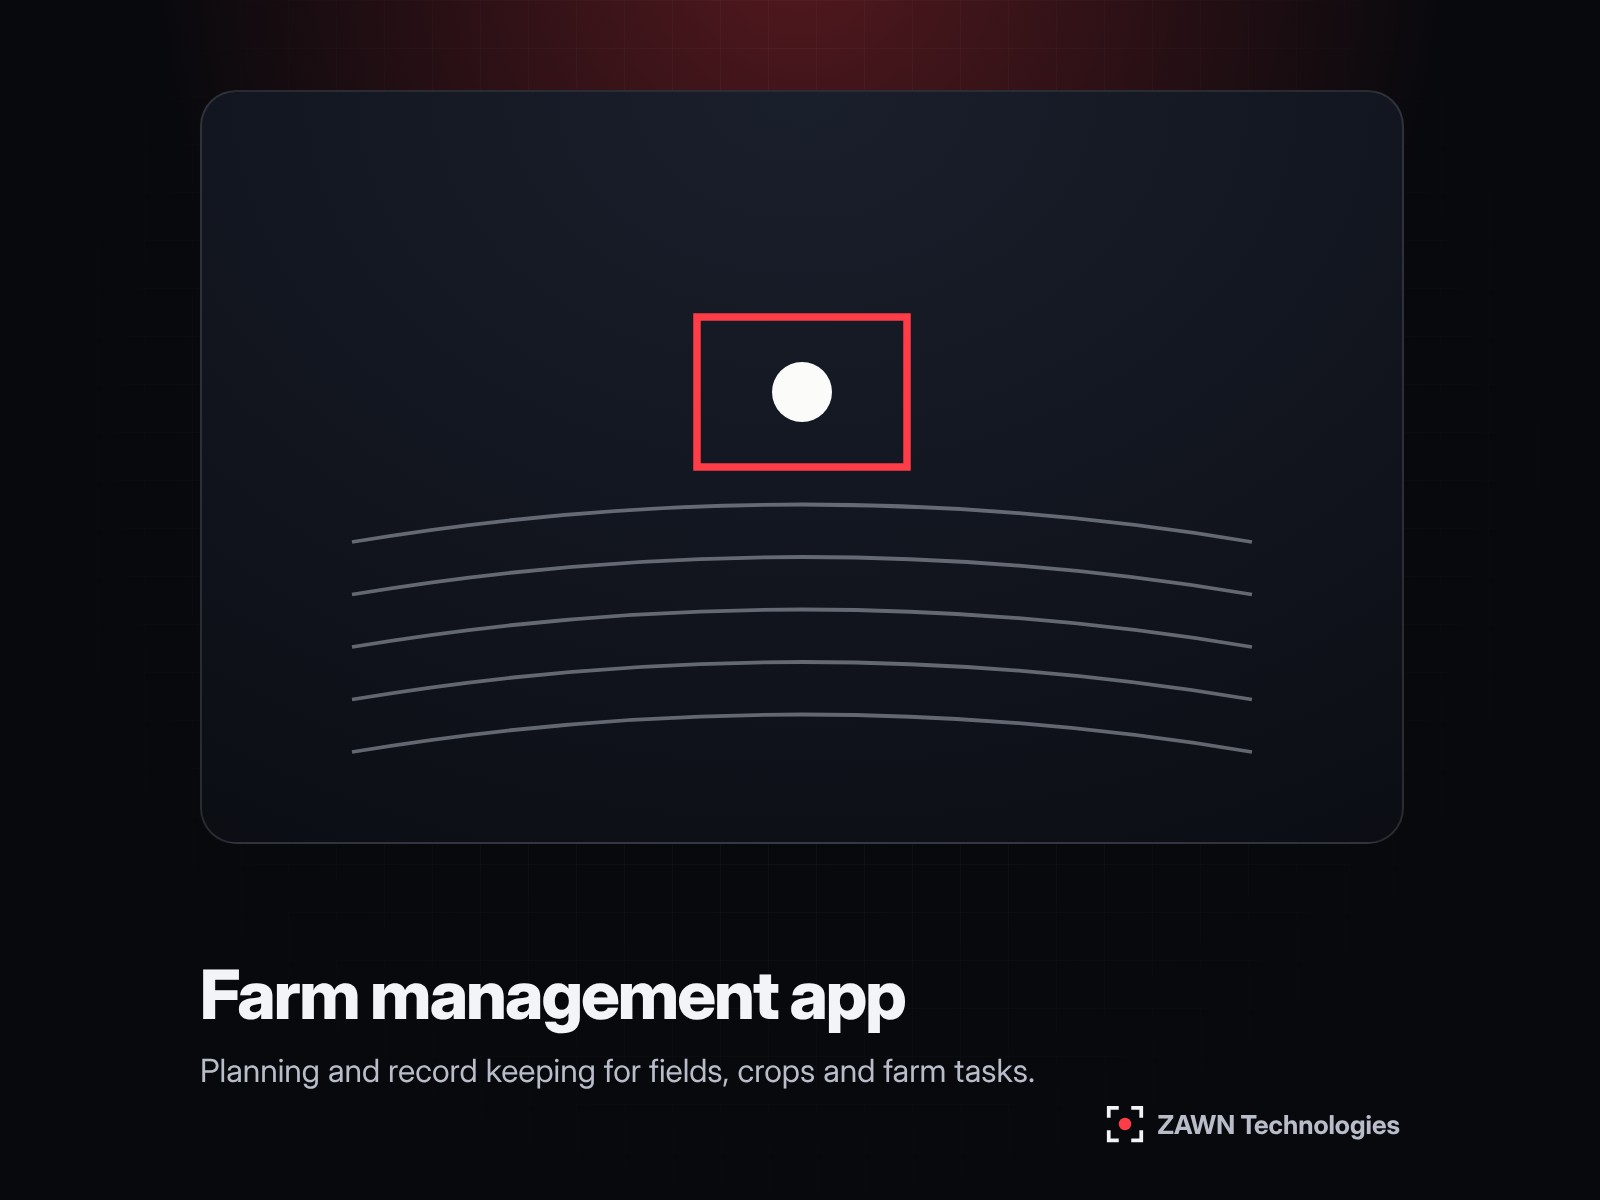 Farm management app
Planning and record keeping for fields, crops and farm tasks.
ZAWN Technologies